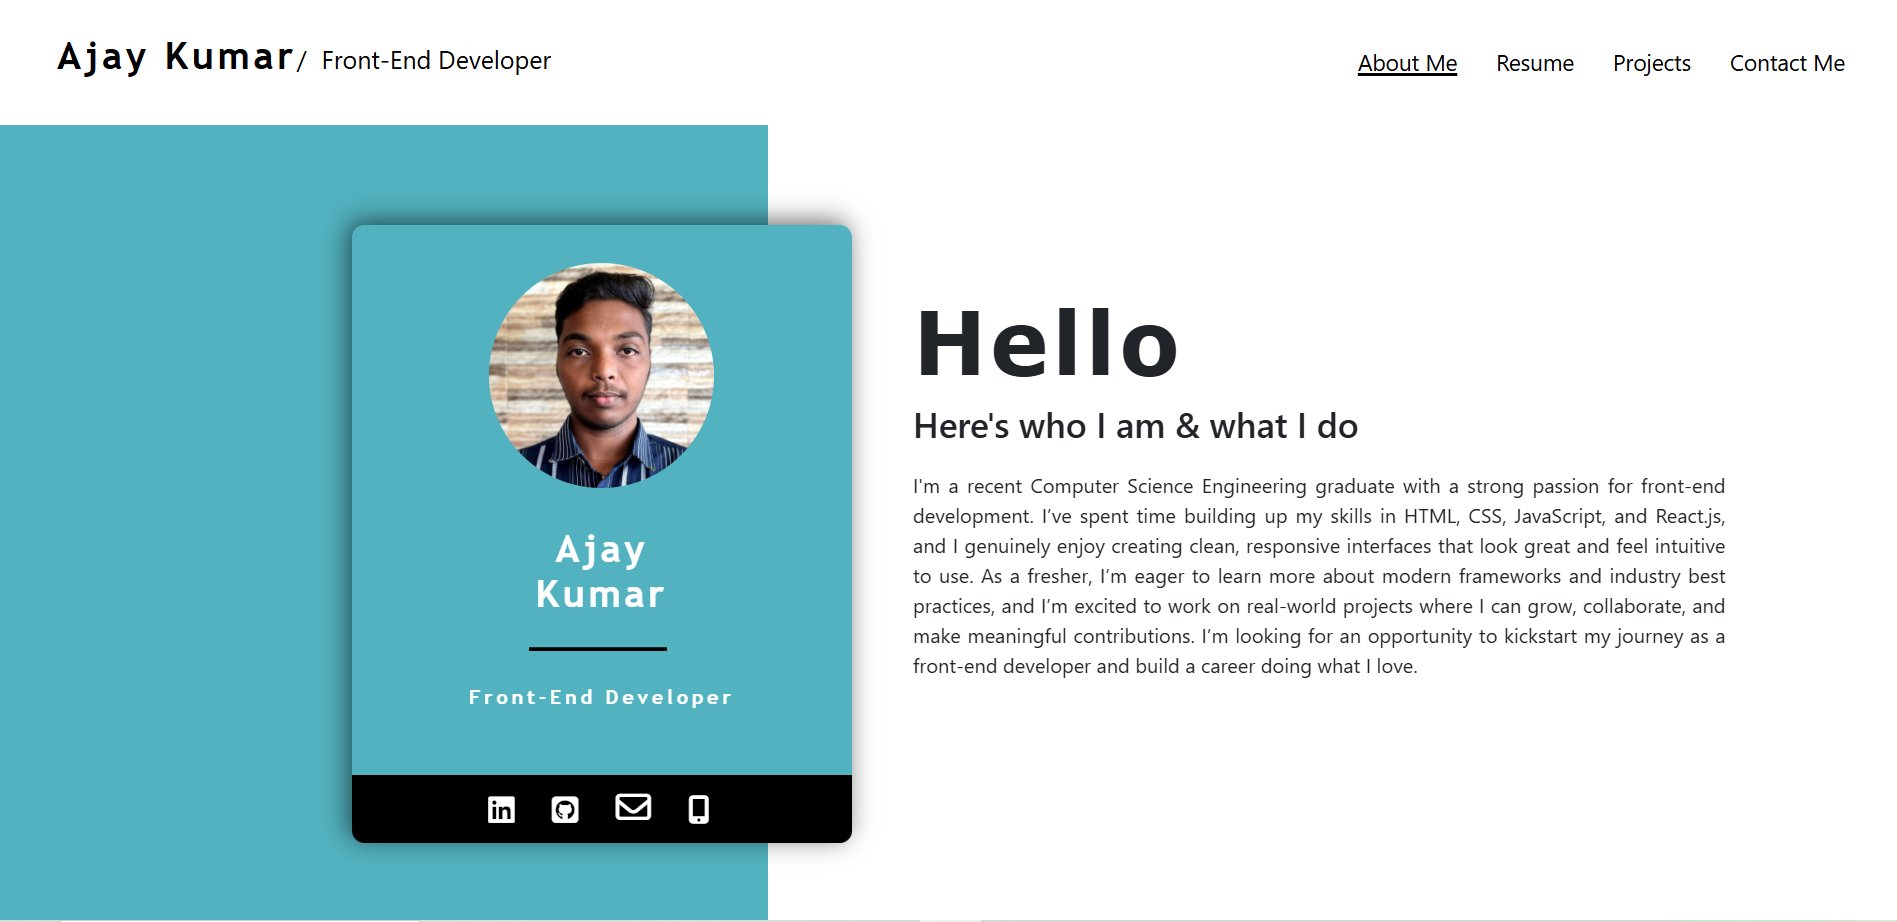 Ajay Kumar/ Front-End Developer
About Me Resume Projects Contact Me
Ajay
Kumar
Front-End Developer
in
Hello
Here's who I am & what I do
I'm a recent Computer Science Engineering graduate with a strong passion for front-end
development. I’ve spent time building up my skills in HTML, CSS, JavaScript, and React.js,
and I genuinely enjoy creating clean, responsive interfaces that look great and feel intuitive
to use. As a fresher, I’m eager to learn more about modern frameworks and industry best
practices, and I’m excited to work on real-world projects where I can grow, collaborate, and
make meaningful contributions. I’m looking for an opportunity to kickstart my journey as a
front-end developer and build a career doing what I love.